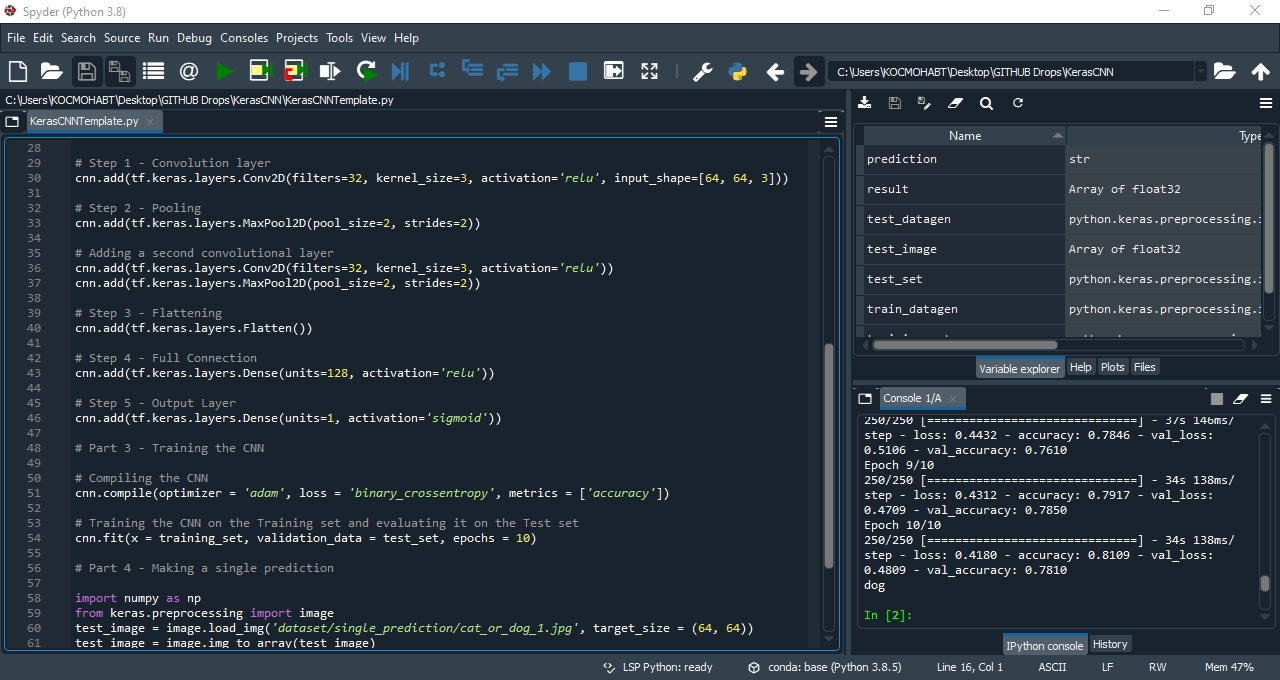 Spyder (Python 3.8)
File Edit Search Source Run Debug Consoles Projects Tools View Help
C:\Users\KOCMOHABT\Desktop\GITHUB Drops\KerasCNN
C:\Users\KOCMOHABT\Desktop\GITHUB Drops\KerasCNN\KerasCNNTemplate.py
KerasCNNTemplate.py
28
29 # Step 1 - Convolution layer
30 cnn.add(tf.keras.layers.Conv2D(filters=32, kernel_size=3, activation='relu', input_shape=[64, 64, 3]))
31
32 # Step 2 - Pooling
33 cnn.add(tf.keras.layers.MaxPool2D(pool_size=2, strides=2))
34
35 # Adding a second convolutional layer
36 cnn.add(tf.keras.layers.Conv2D(filters=32, kernel_size=3, activation='relu'))
37 cnn.add(tf.keras.layers.MaxPool2D(pool_size=2, strides=2))
38
39 # Step 3 - Flattening
40 cnn.add(tf.keras.layers.Flatten())
41
42 # Step 4 - Full Connection
43 cnn.add(tf.keras.layers.Dense(units=128, activation='relu'))
44
45 # Step 5 - Output Layer
46 cnn.add(tf.keras.layers.Dense(units=1, activation='sigmoid'))
47
48 # Part 3 - Training the CNN
49
50 # Compiling the CNN
51 cnn.compile(optimizer = 'adam', loss = 'binary_crossentropy', metrics = ['accuracy'])
52
53 # Training the CNN on the Training set and evaluating it on the Test set
54 cnn.fit(x = training_set, validation_data = test_set, epochs = 10)
55
56 # Part 4 - Making a single prediction
57
58 import numpy as np
59 from keras.preprocessing import image
60 test_image = image.load_img('dataset/single_prediction/cat_or_dog_1.jpg', target_size = (64, 64))
61 test_image = image.img_to_array(test_image)
Name Type
prediction str
result Array of float32
test_datagen python.keras.preprocessing.i
test_image Array of float32
test_set python.keras.preprocessing.i
train_datagen python.keras.preprocessing.i
Variable explorer Help Plots Files
Console 1/A
250/250 [==============================] - 37s 146ms/
step - loss: 0.4432 - accuracy: 0.7846 - val_loss:
0.5106 - val_accuracy: 0.7610
Epoch 9/10
250/250 [==============================] - 34s 138ms/
step - loss: 0.4312 - accuracy: 0.7917 - val_loss:
0.4709 - val_accuracy: 0.7850
Epoch 10/10
250/250 [==============================] - 34s 138ms/
step - loss: 0.4180 - accuracy: 0.8109 - val_loss:
0.4809 - val_accuracy: 0.7810
dog
In [2]:
IPython console History
LSP Python: ready conda: base (Python 3.8.5) Line 16, Col 1 ASCII LF RW Mem 47%